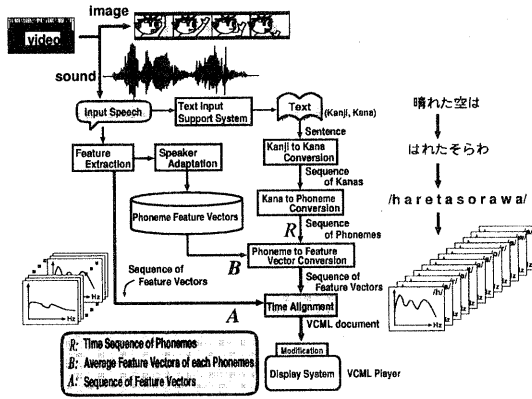 image
video
sound
Input Speech
Text Input
Support System
Text
(Kanji, Kana)
Sentence
Feature
Extraction
Speaker
Adaptation
Kanji to Kana
Conversion
Sequence
of Kanas
Phoneme Feature Vectors
Kana to Phoneme
Conversion
R
Sequence
of Phonemes
B
Phoneme to Feature
Vector Conversion
Sequence of
Feature Vectors
Sequence of
Feature Vectors
A
Time Alignment
VCML document
Modification
Display System
VCML Player
R: Time Sequence of Phonemes
B: Average Feature Vectors of each Phonemes
A: Sequence of Feature Vectors
晴れた空は
はれたそらわ
/haretasorawa/
Hz
Hz
/h/
Hz